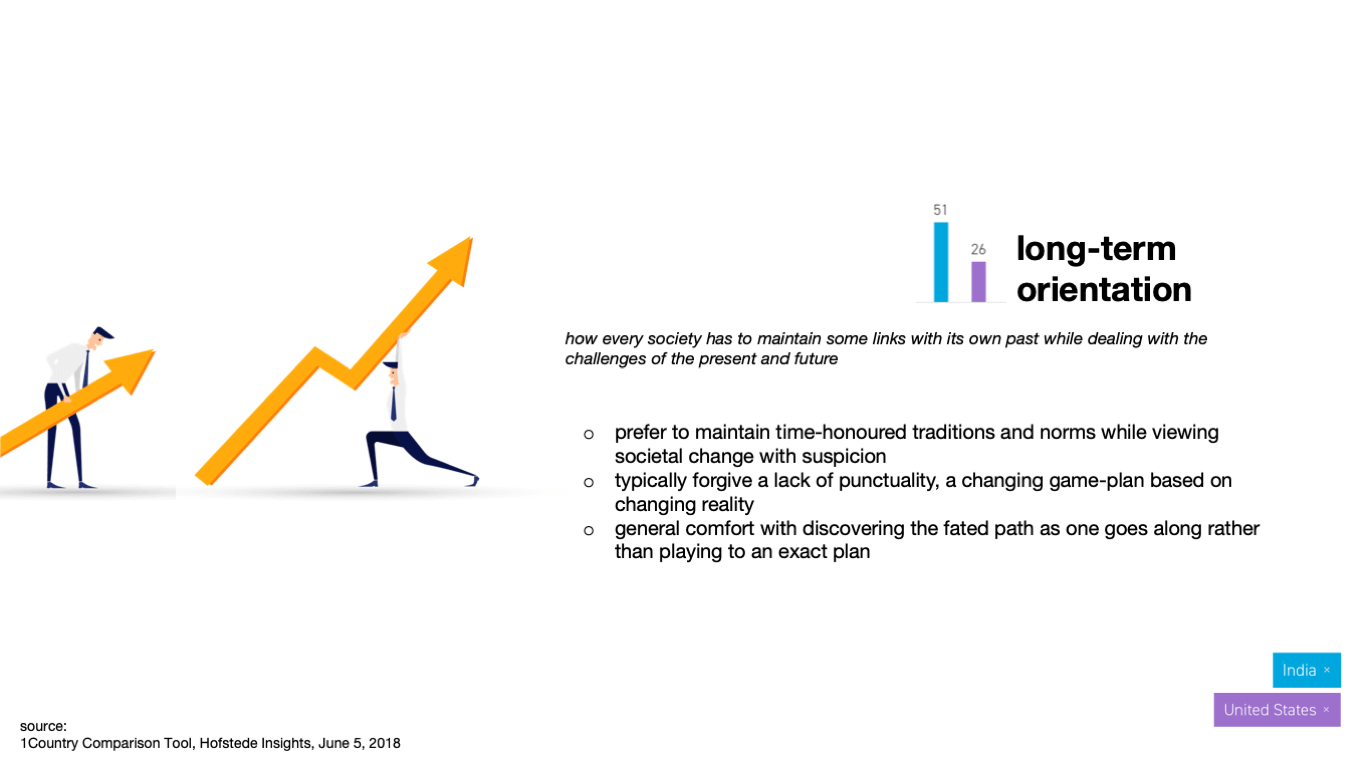 51
26
long-term
orientation
how every society has to maintain some links with its own past while dealing with the
challenges of the present and future
o prefer to maintain time-honoured traditions and norms while viewing
societal change with suspicion
o typically forgive a lack of punctuality, a changing game-plan based on
changing reality
o general comfort with discovering the fated path as one goes along rather
than playing to an exact plan
India ×
United States ×
source:
1Country Comparison Tool, Hofstede Insights, June 5, 2018